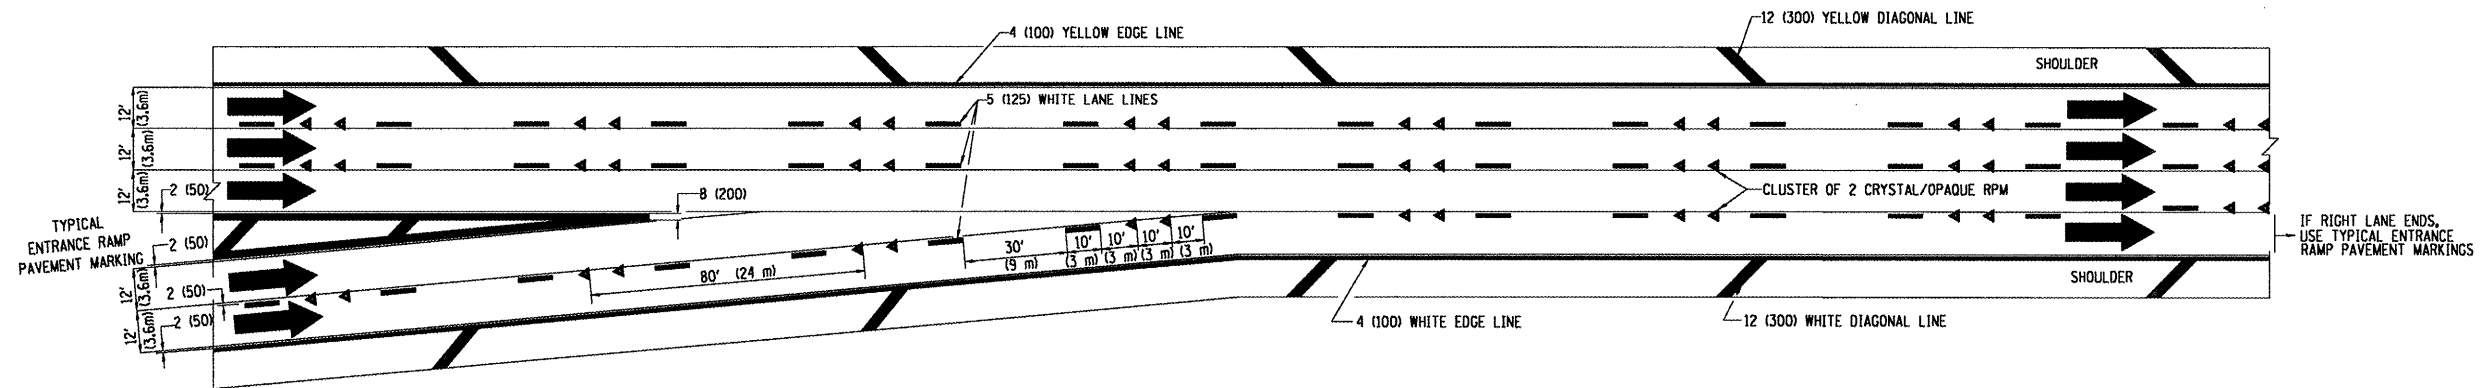 12 (300) YELLOW DIAGONAL LINE
4 (100) YELLOW EDGE LINE
SHOULDER
5 (125) WHITE LANE LINES
12'
(3.6m)
12'
(3.6m)
12'
(3.6m)
2 (50)
8 (200)
CLUSTER OF 2 CRYSTAL/OPAQUE RPM
TYPICAL
ENTRANCE RAMP
PAVEMENT MARKING
2 (50)
IF RIGHT LANE ENDS,
USE TYPICAL ENTRANCE
RAMP PAVEMENT MARKINGS
30'
(9 m)
10'
(3 m)
10'
(3 m)
10'
(3 m)
10'
(3 m)
80' (24 m)
SHOULDER
12'
(3.6m)
2 (50)
12'
(3.6m)
2 (50)
4 (100) WHITE EDGE LINE
12 (300) WHITE DIAGONAL LINE